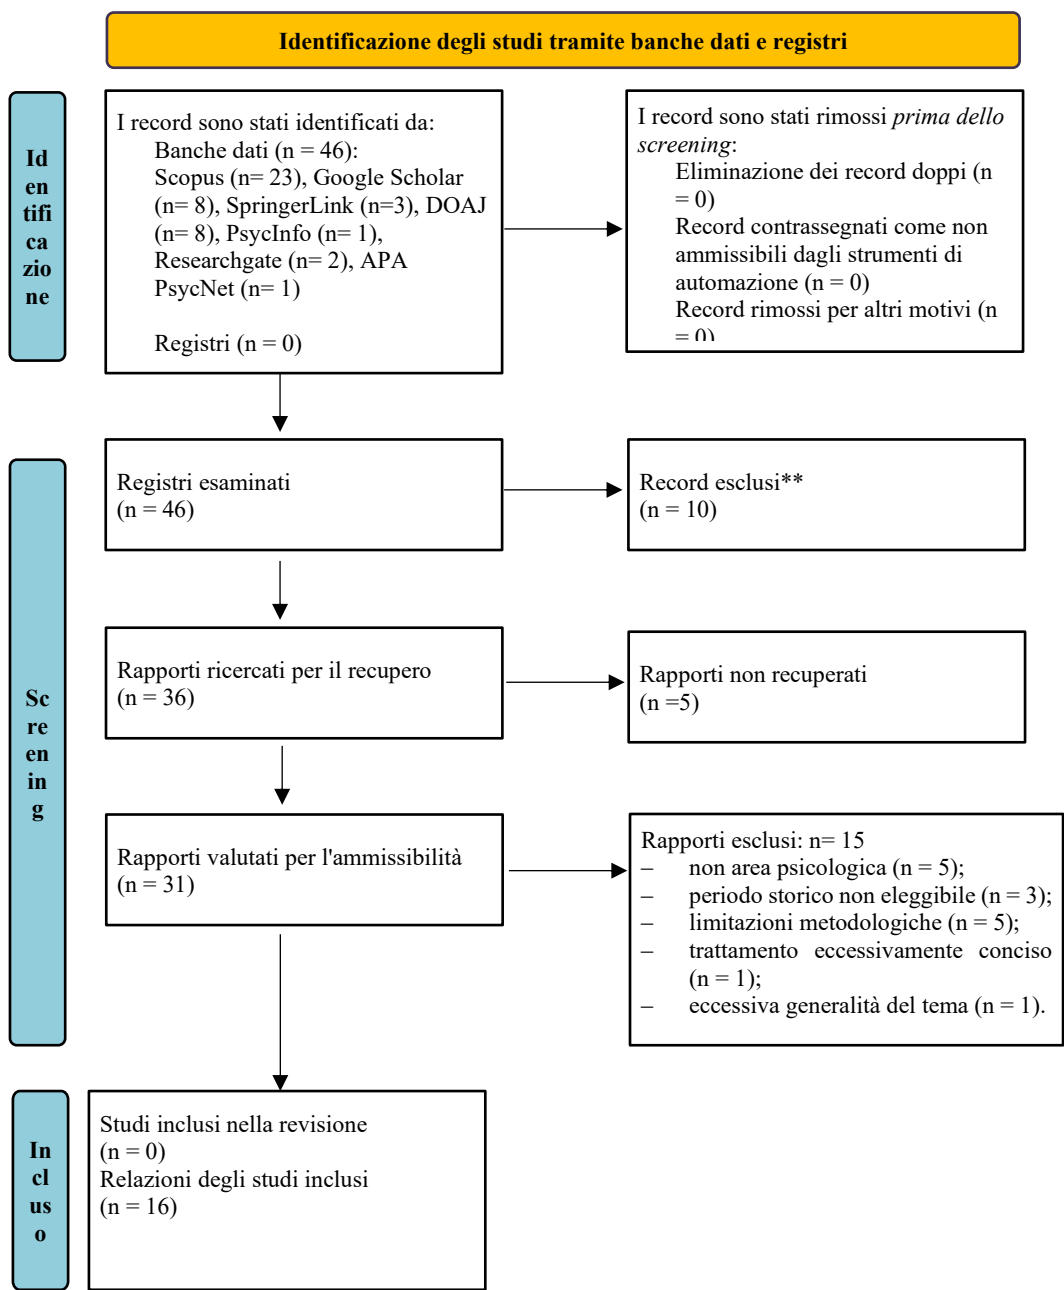 Identificazione degli studi tramite banche dati e registri
Id
en
tifi
ca
zio
ne
I record sono stati identificati da:
Banche dati (n = 46):
Scopus (n= 23), Google Scholar
(n= 8), SpringerLink (n=3), DOAJ
(n= 8), PsycInfo (n= 1),
Researchgate (n= 2), APA
PsycNet (n= 1)
Registri (n = 0)
I record sono stati rimossi prima dello
screening:
Eliminazione dei record doppi (n
= 0)
Record contrassegnati come non
ammissibili dagli strumenti di
automazione (n = 0)
Record rimossi per altri motivi (n
= 0)
Sc
re
en
in
g
Registri esaminati
(n = 46)
Record esclusi**
(n = 10)
Rapporti ricercati per il recupero
(n = 36)
Rapporti non recuperati
(n =5)
Rapporti valutati per l'ammissibilità
(n = 31)
Rapporti esclusi: n= 15
– non area psicologica (n = 5);
– periodo storico non eleggibile (n = 3);
– limitazioni metodologiche (n = 5);
– trattamento eccessivamente conciso
(n = 1);
– eccessiva generalità del tema (n = 1).
In
cl
us
o
Studi inclusi nella revisione
(n = 0)
Relazioni degli studi inclusi
(n = 16)